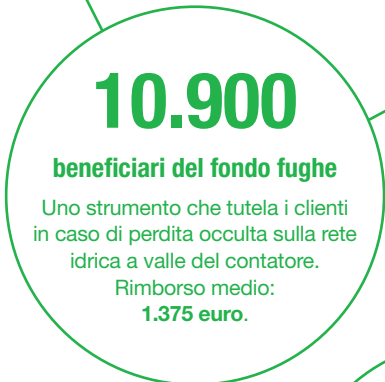 10.900
beneficiari del fondo fughe
Uno strumento che tutela i clienti
in caso di perdita occulta sulla rete
idrica a valle del contatore.
Rimborso medio:
1.375 euro.